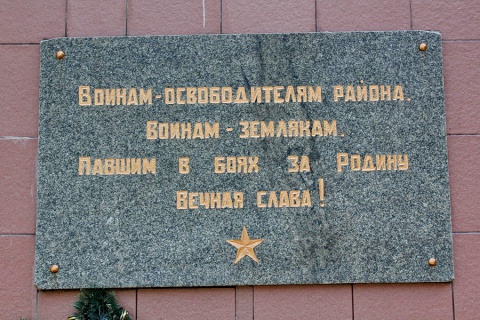 Воинам-освободителям района.
Воинам - землякам.
Павшим в боях за Родину
Вечная слава!